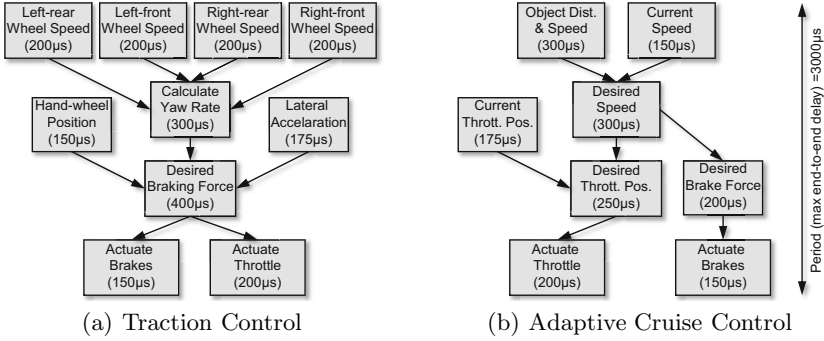 Left-rear
Wheel Speed
(200µs)
Left-front
Wheel Speed
(200µs)
Right-rear
Wheel Speed
(200µs)
Right-front
Wheel Speed
(200µs)
Calculate
Yaw Rate
(300µs)
Hand-wheel
Position
(150µs)
Lateral
Accelaration
(175µs)
Desired
Braking Force
(400µs)
Actuate
Brakes
(150µs)
Actuate
Throttle
(200µs)
(a) Traction Control
Object Dist.
& Speed
(300µs)
Current
Speed
(150µs)
Current
Thrott. Pos.
(175µs)
Desired
Speed
(300µs)
Desired
Thrott. Pos.
(250µs)
Desired
Brake Force
(200µs)
Actuate
Throttle
(200µs)
Actuate
Brakes
(150µs)
(b) Adaptive Cruise Control
Period (max end-to-end delay) =3000µs